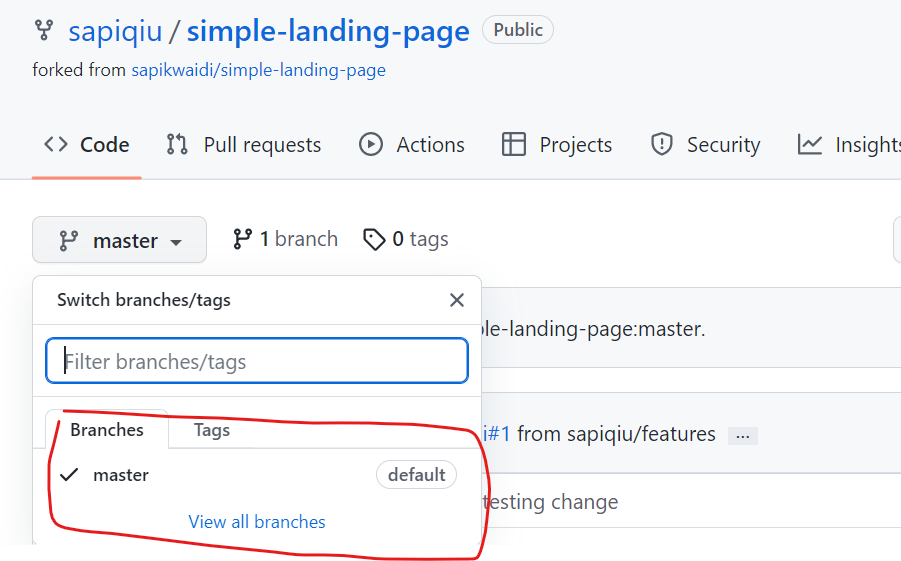 sapiqiu / simple-landing-page Public
forked from sapikwaidi/simple-landing-page
Code Pull requests Actions Projects Security Insights
master 1 branch 0 tags
Switch branches/tags
ple-landing-page:master.
Filter branches/tags
Branches Tags
i#1 from sapiqiu/features ...
master default
testing change
View all branches